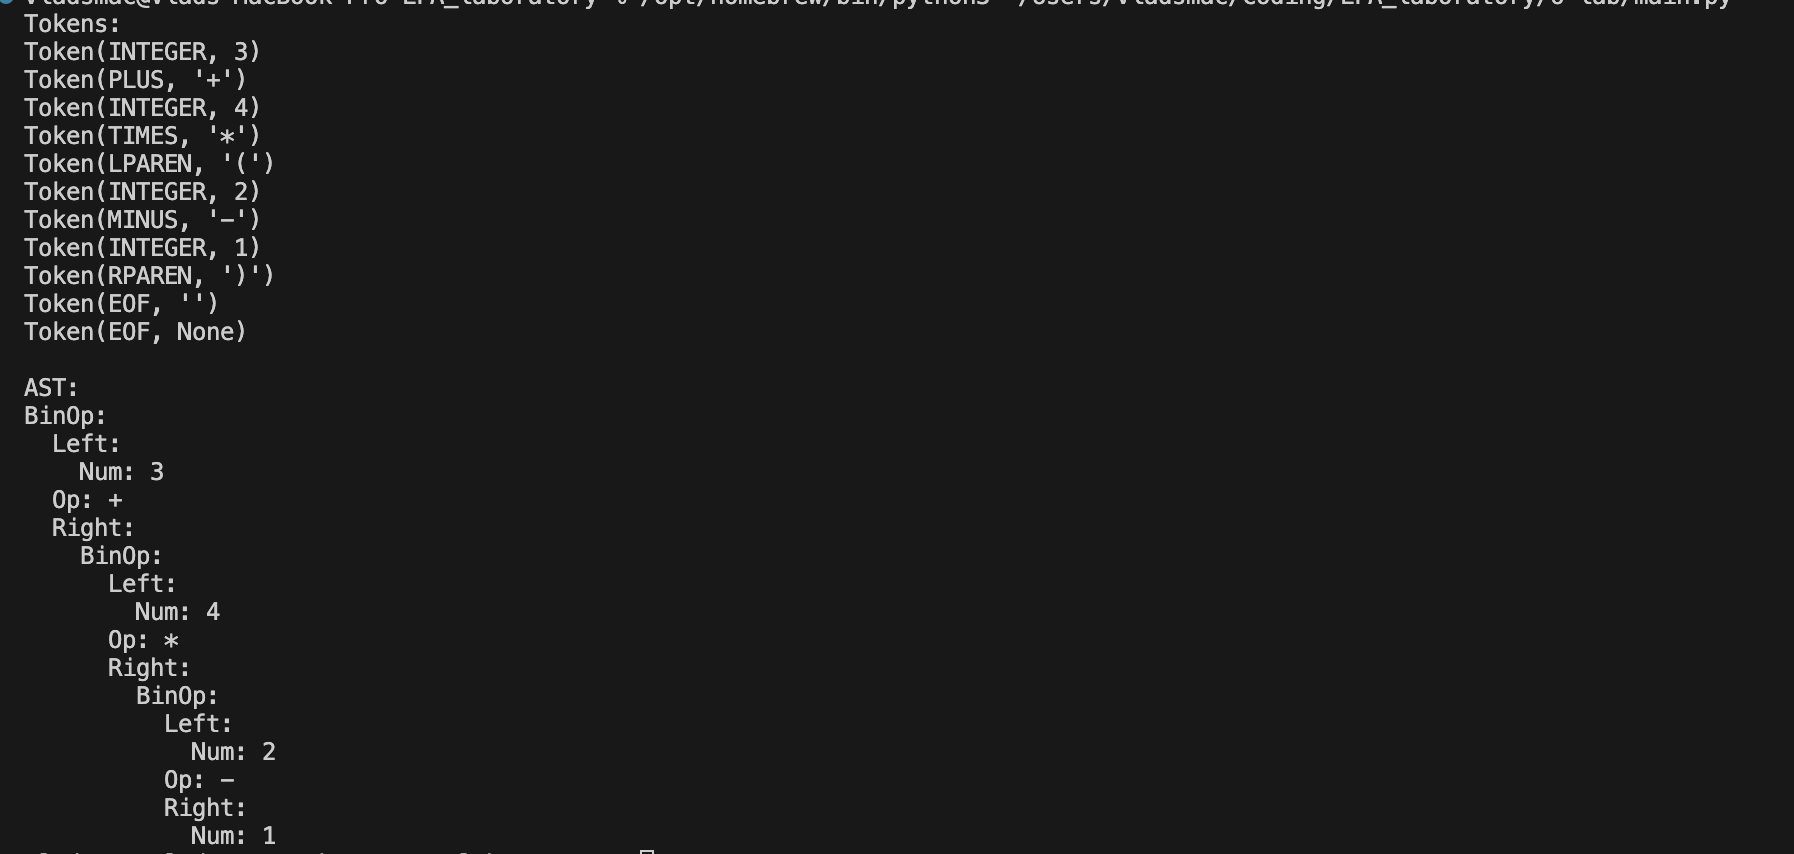 Tokens:
Token(INTEGER, 3)
Token(PLUS, '+')
Token(INTEGER, 4)
Token(TIMES, '*')
Token(LPAREN, '(')
Token(INTEGER, 2)
Token(MINUS, '-')
Token(INTEGER, 1)
Token(RPAREN, ')')
Token(EOF, '')
Token(EOF, None)
AST:
BinOp:
Left:
Num: 3
Op: +
Right:
BinOp:
Left:
Num: 4
Op: *
Right:
BinOp:
Left:
Num: 2
Op: -
Right:
Num: 1